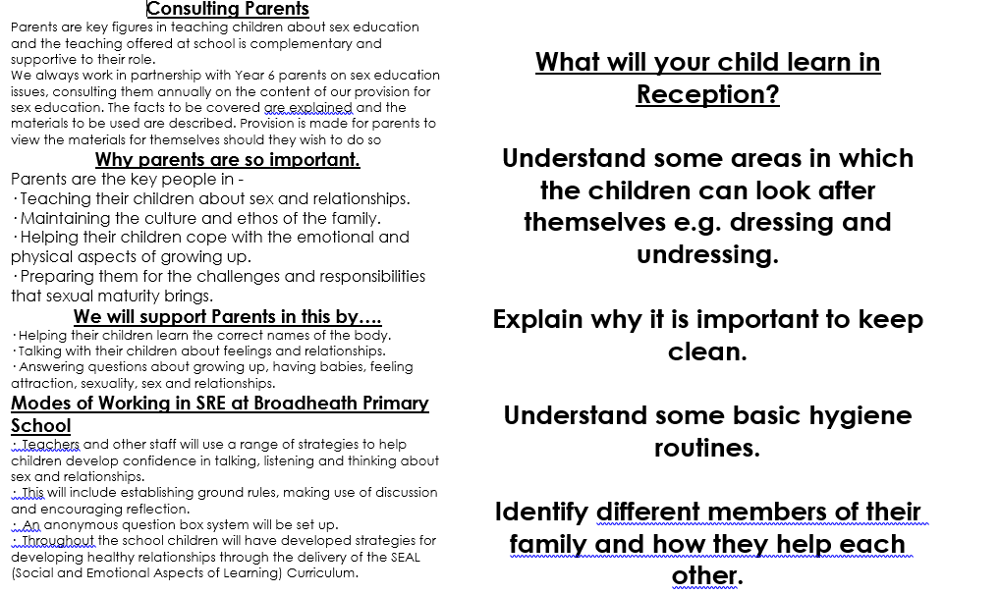 Consulting Parents
Parents are key figures in teaching children about sex education
and the teaching offered at school is complementary and
supportive to their role.
We always work in partnership with Year 6 parents on sex education
issues, consulting them annually on the content of our provision for
sex education. The facts to be covered are explained and the
materials to be used are described. Provision is made for parents to
view the materials for themselves should they wish to do so
Why parents are so important.
Parents are the key people in -
· Teaching their children about sex and relationships.
· Maintaining the culture and ethos of the family.
· Helping their children cope with the emotional and
physical aspects of growing up.
· Preparing them for the challenges and responsibilities
that sexual maturity brings.
We will support Parents in this by….
· Helping their children learn the correct names of the body.
· Talking with their children about feelings and relationships.
· Answering questions about growing up, having babies, feeling
attraction, sexuality, sex and relationships.
Modes of Working in SRE at Broadheath Primary
School
· Teachers and other staff will use a range of strategies to help
children develop confidence in talking, listening and thinking about
sex and relationships.
· This will include establishing ground rules, making use of discussion
and encouraging reflection.
· An anonymous question box system will be set up.
· Throughout the school children will have developed strategies for
developing healthy relationships through the delivery of the SEAL
(Social and Emotional Aspects of Learning) Curriculum.
What will your child learn in
Reception?
Understand some areas in which
the children can look after
themselves e.g. dressing and
undressing.
Explain why it is important to keep
clean.
Understand some basic hygiene
routines.
Identify different members of their
family and how they help each
other.